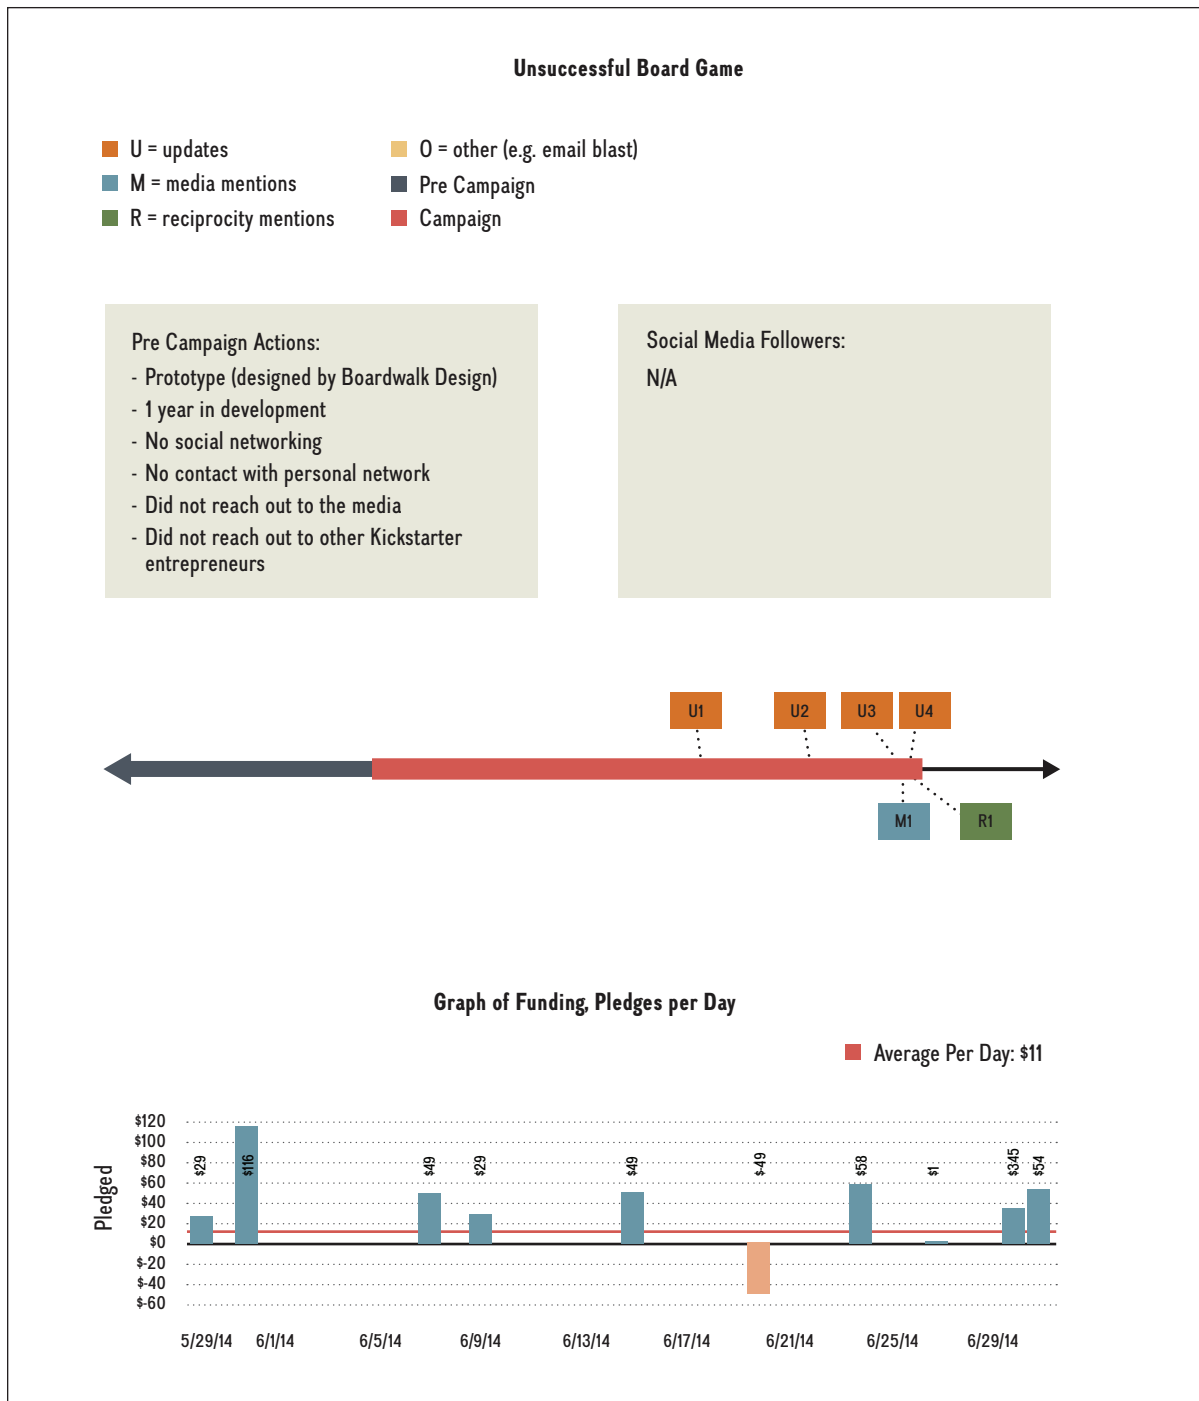 Unsuccessful Board Game
U = updates
M = media mentions
R = reciprocity mentions
O = other (e.g. email blast)
Pre Campaign
Campaign
Pre Campaign Actions:
- Prototype (designed by Boardwalk Design)
- 1 year in development
- No social networking
- No contact with personal network
- Did not reach out to the media
- Did not reach out to other Kickstarter
entrepreneurs
Social Media Followers:
N/A
U1
U2
U3
U4
M1
R1
Graph of Funding, Pledges per Day
Average Per Day: $11
Pledged
$120
$100
$80
$60
$40
$20
$0
$-20
$-40
$-60
$29
$116
$49
$29
$49
$-49
$58
$1
$345
$54
5/29/14
6/1/14
6/5/14
6/9/14
6/13/14
6/17/14
6/21/14
6/25/14
6/29/14